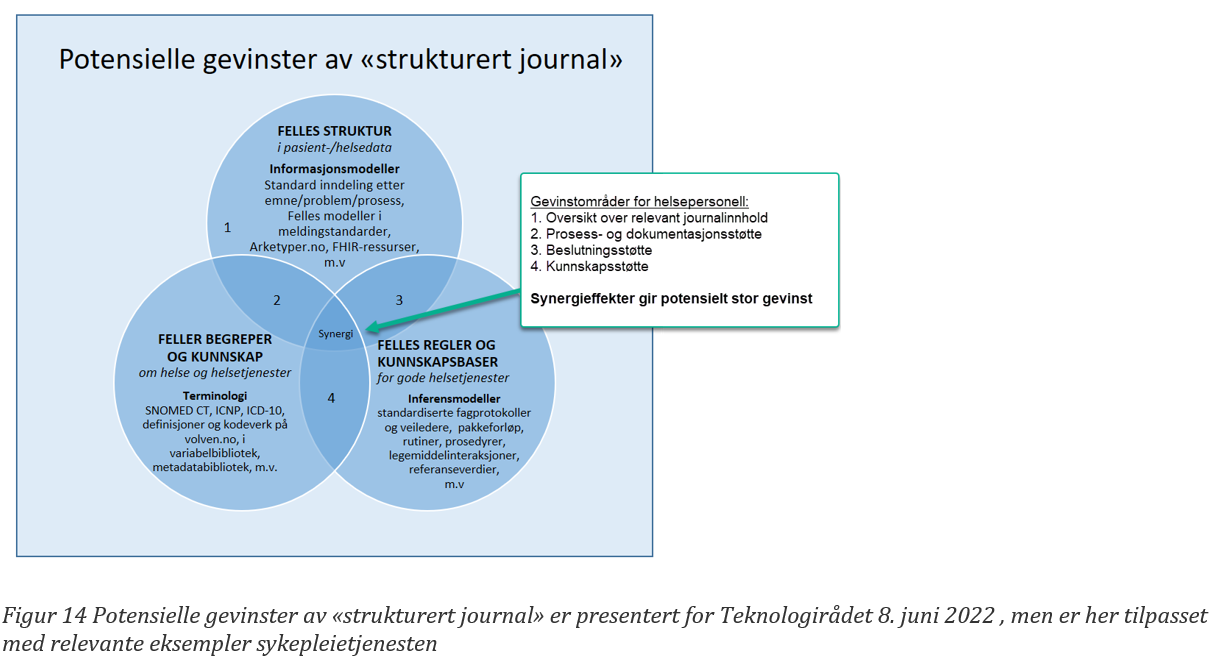 Potensielle gevinster av «strukturert journal»
FELLES STRUKTUR
i pasient-/helsedata
Informasjonsmodeller
Standard inndeling etter
emne/problem/prosess,
Felles modeller i
meldingstandarder,
Arketyper.no, FHIR-ressurser,
m.v
1
2
3
Synergi
4
FELLER BEGREPER
OG KUNNSKAP
om helse og helsetjenester
Terminologi
SNOMED CT, ICNP, ICD-10,
definisjoner og kodeverk på
volven.no, i
variabelbibliotek,
metadatabibliotek, m.v.
FELLES REGLER OG
KUNNSKAPSBASER
for gode helsetjenester
Inferensmodeller
standardiserte fagprotokoller
og veiledere, pakkeforløp,
rutiner, prosedyrer,
legemiddelinteraksjoner,
referanseverdier,
m.v
Gevinstområder for helsepersonell:
1. Oversikt over relevant journalinnhold
2. Prosess- og dokumentasjonsstøtte
3. Beslutningsstøtte
4. Kunnskapsstøtte
Synergieffekter gir potensielt stor gevinst
Figur 14 Potensielle gevinster av «strukturert journal» er presentert for Teknologirådet 8. juni 2022 , men er her tilpasset
med relevante eksempler sykepleietjenesten